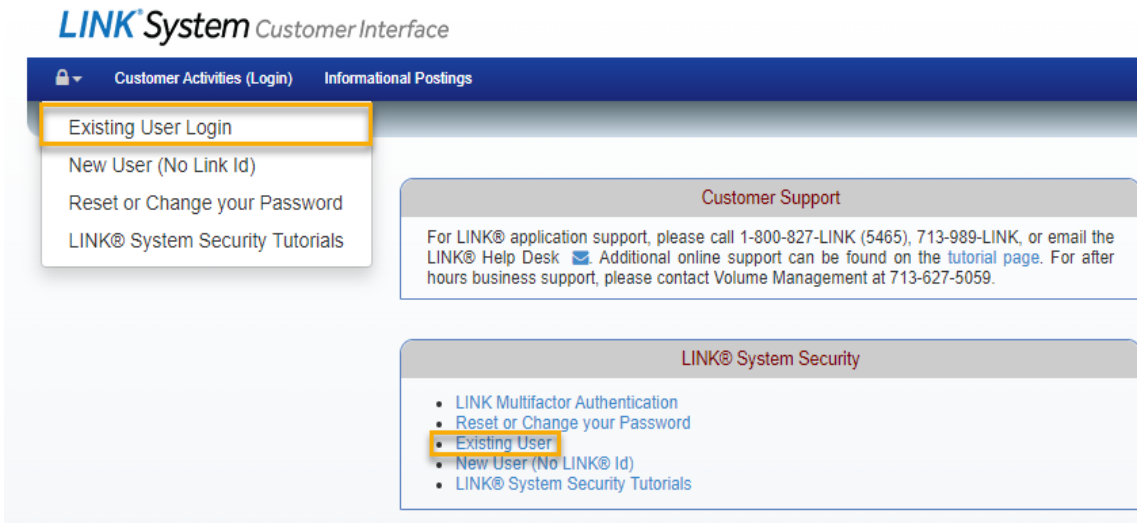 LINK® System Customer Interface
Customer Activities (Login) Informational Postings
Existing User Login
New User (No Link Id)
Reset or Change your Password
LINK® System Security Tutorials
Customer Support
For LINK® application support, please call 1-800-827-LINK (5465), 713-989-LINK, or email the
LINK® Help Desk . Additional online support can be found on the tutorial page. For after
hours business support, please contact Volume Management at 713-627-5059.
LINK® System Security
• LINK Multifactor Authentication
• Reset or Change your Password
• Existing User
• New User (No LINK® Id)
• LINK® System Security Tutorials